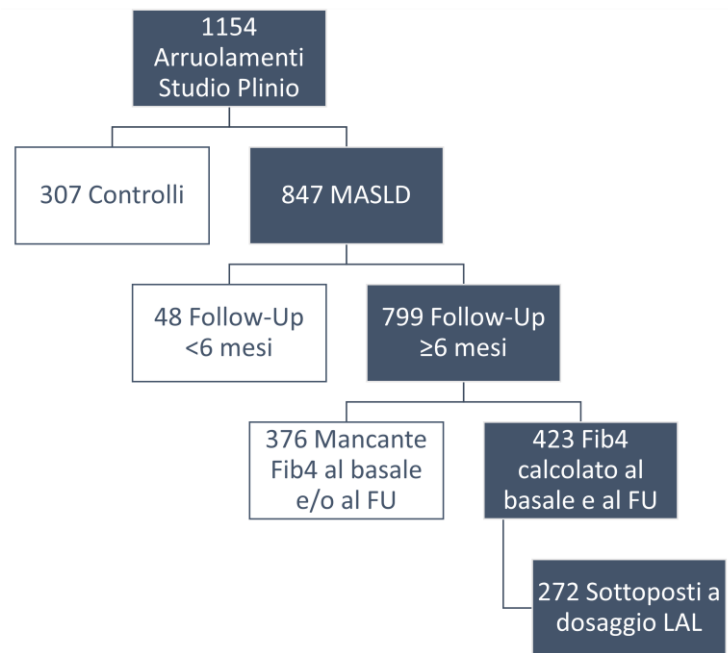 1154
Arruolamenti
Studio Plinio
307 Controlli
847 MASLD
48 Follow-Up
<6 mesi
799 Follow-Up
≥6 mesi
376 Mancante
Fib4 al basale
e/o al FU
423 Fib4
calcolato al
basale e al FU
272 Sottoposti a
dosaggio LAL